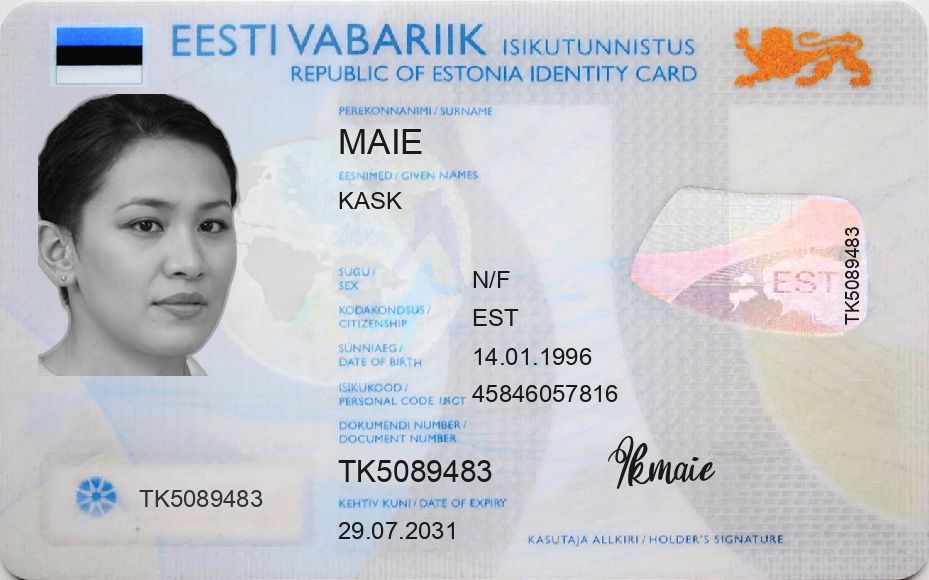 EESTI VABARIIK ISIKUTUNNISTUS
REPUBLIC OF ESTONIA IDENTITY CARD
PEREKONNANIMI / SURNAME
MAIE
EESNIMED / GIVEN NAMES
KASK
SUGU /
SEX
N/F
KODAKONDSUS /
CITIZENSHIP
EST
SÜNNIAEG /
DATE OF BIRTH
14.01.1996
ISIKUKOOD /
PERSONAL CODE
45846057816
DOKUMENDI NUMBER /
DOCUMENT NUMBER
TK5089483
KEHTIV KUNI / DATE OF EXPIRY
29.07.2031
TK5089483
EST
TK5089483
Kmaie
KASUTAJA ALLKIRI / HOLDER'S SIGNATURE